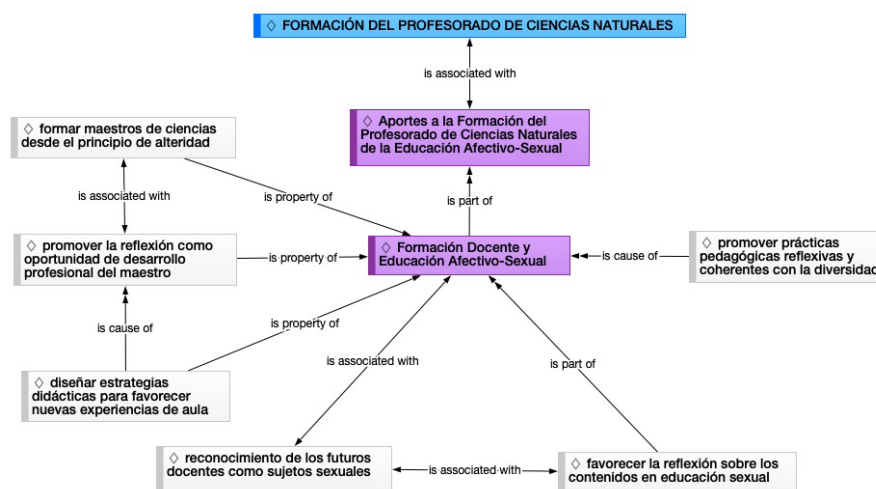 ◇ FORMACIÓN DEL PROFESORADO DE CIENCIAS NATURALES
is associated with
◇ Aportes a la Formación del
Profesorado de Ciencias Naturales
de la Educación Afectivo-Sexual
◇ formar maestros de ciencias
desde el principio de alteridad
is associated with
is property of
is part of
◇ promover la reflexión como
oportunidad de desarrollo
profesional del maestro
is property of
◇ Formación Docente y
Educación Afectivo-Sexual
is cause of
◇ promover prácticas
pedagógicas reflexivas y
coherentes con la diversidad
is cause of
is property of
is associated with
is part of
◇ diseñar estrategias
didácticas para favorecer
nuevas experiencias de aula
◇ reconocimiento de los futuros
docentes como sujetos sexuales
is associated with
◇ favorecer la reflexión sobre los
contenidos en educación sexual